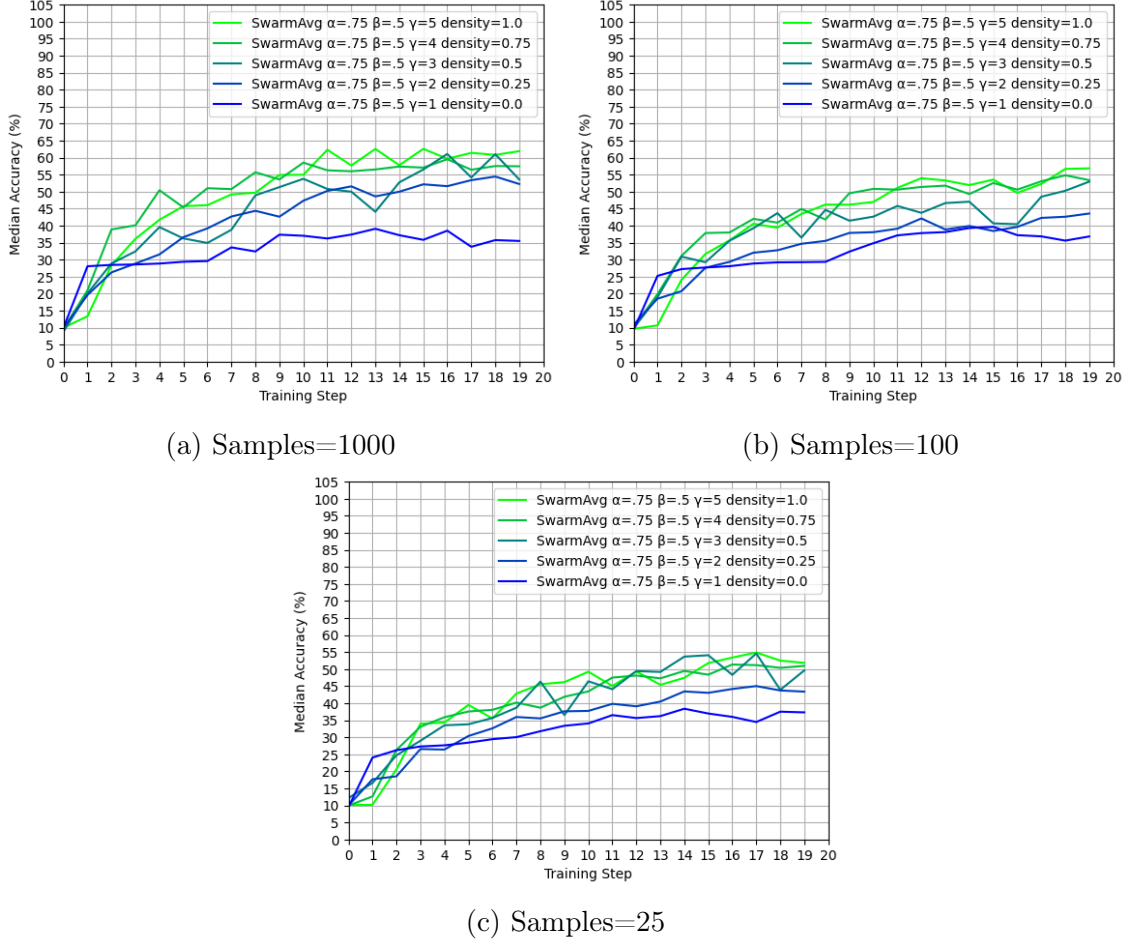 105
100
95
90
85
80
75
70
65
60
55
50
45
40
35
30
25
20
15
10
5
0
Median Accuracy (%)
SwarmAvg α=.75 β=.5 γ=5 density=1.0
SwarmAvg α=.75 β=.5 γ=4 density=0.75
SwarmAvg α=.75 β=.5 γ=3 density=0.5
SwarmAvg α=.75 β=.5 γ=2 density=0.25
SwarmAvg α=.75 β=.5 γ=1 density=0.0
0 1 2 3 4 5 6 7 8 9 10 11 12 13 14 15 16 17 18 19 20
Training Step
(a) Samples=1000
105
100
95
90
85
80
75
70
65
60
55
50
45
40
35
30
25
20
15
10
5
0
Median Accuracy (%)
SwarmAvg α=.75 β=.5 γ=5 density=1.0
SwarmAvg α=.75 β=.5 γ=4 density=0.75
SwarmAvg α=.75 β=.5 γ=3 density=0.5
SwarmAvg α=.75 β=.5 γ=2 density=0.25
SwarmAvg α=.75 β=.5 γ=1 density=0.0
0 1 2 3 4 5 6 7 8 9 10 11 12 13 14 15 16 17 18 19 20
Training Step
(b) Samples=100
105
100
95
90
85
80
75
70
65
60
55
50
45
40
35
30
25
20
15
10
5
0
Median Accuracy (%)
SwarmAvg α=.75 β=.5 γ=5 density=1.0
SwarmAvg α=.75 β=.5 γ=4 density=0.75
SwarmAvg α=.75 β=.5 γ=3 density=0.5
SwarmAvg α=.75 β=.5 γ=2 density=0.25
SwarmAvg α=.75 β=.5 γ=1 density=0.0
0 1 2 3 4 5 6 7 8 9 10 11 12 13 14 15 16 17 18 19 20
Training Step
(c) Samples=25